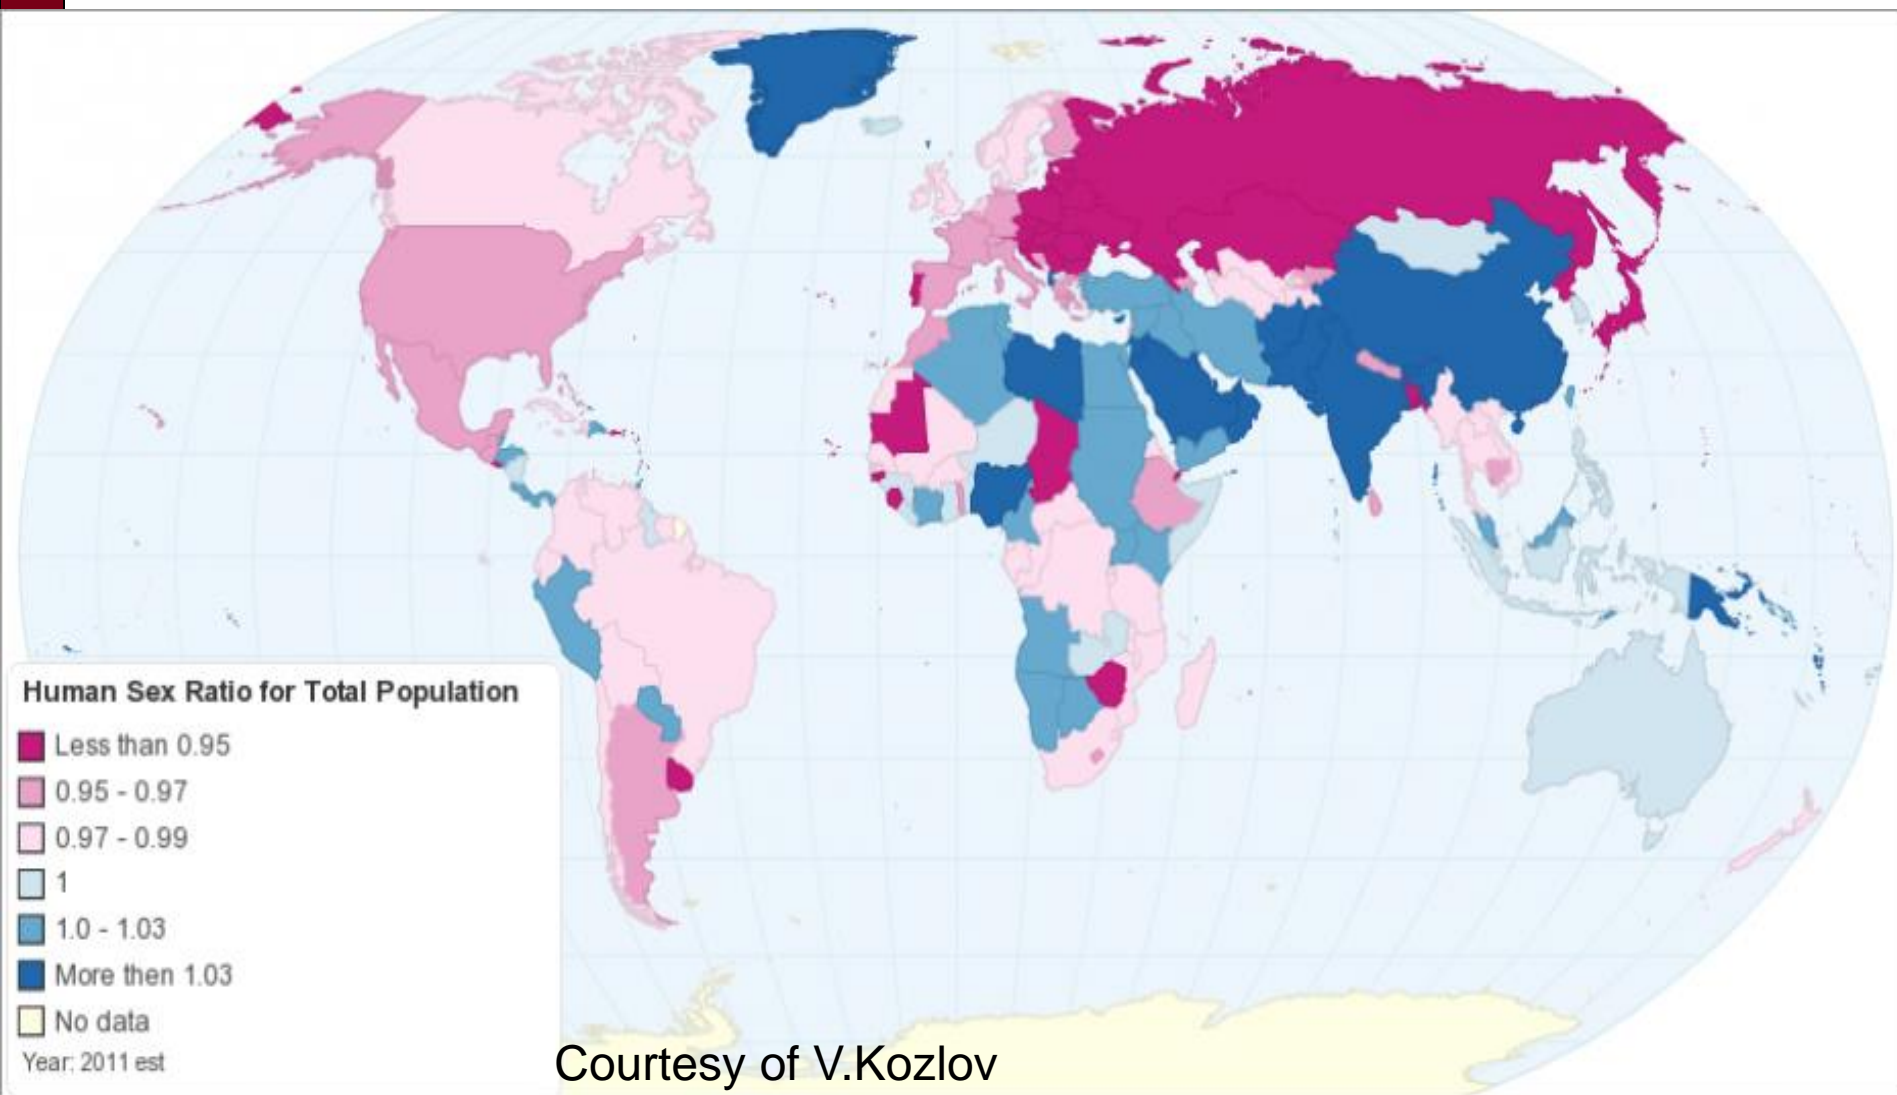 Human Sex Ratio for Total Population
Less than 0.95
0.95 - 0.97
0.97 - 0.99
1
1.0 - 1.03
More then 1.03
No data
Year: 2011 est
Courtesy of V.Kozlov